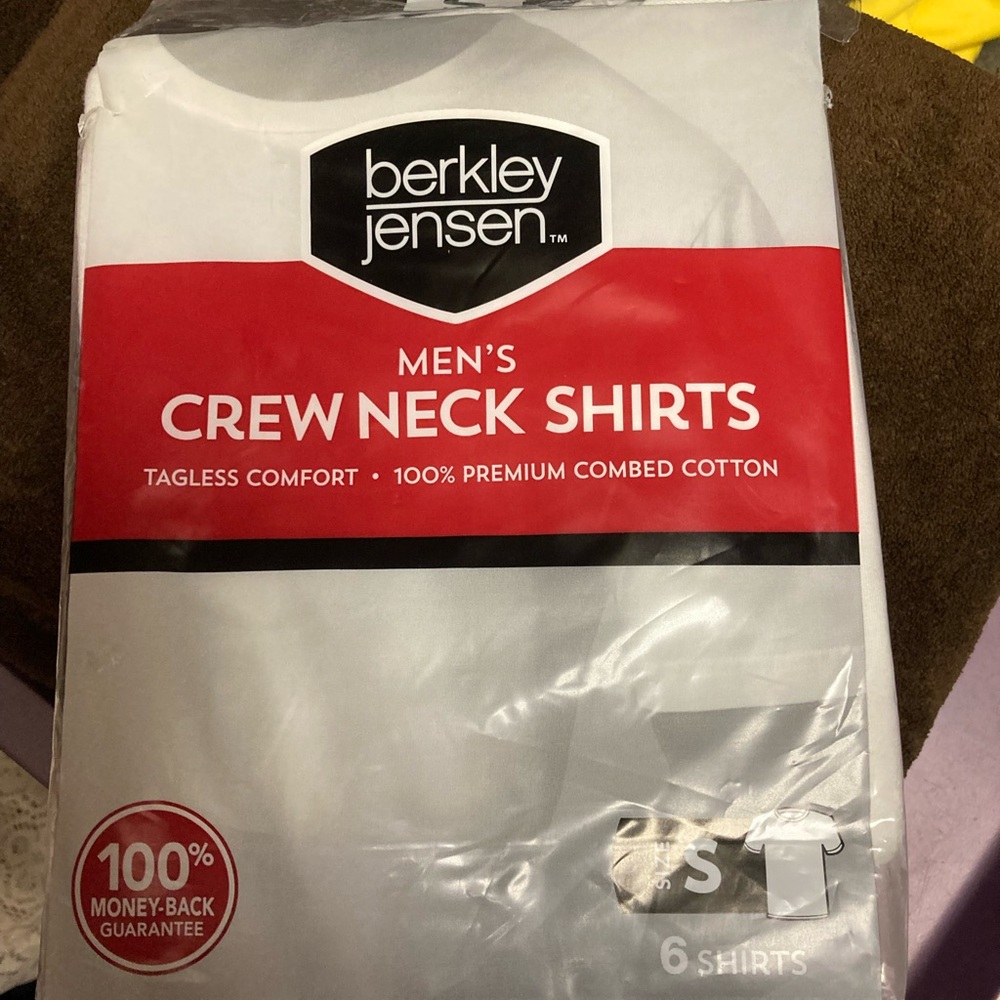 berkley
jensen™
MEN'S
CREW NECK SHIRTS
TAGLESS COMFORT • 100% PREMIUM COMBED COTTON
100%
MONEY-BACK
GUARANTEE
SIZE S
6 SHIRTS